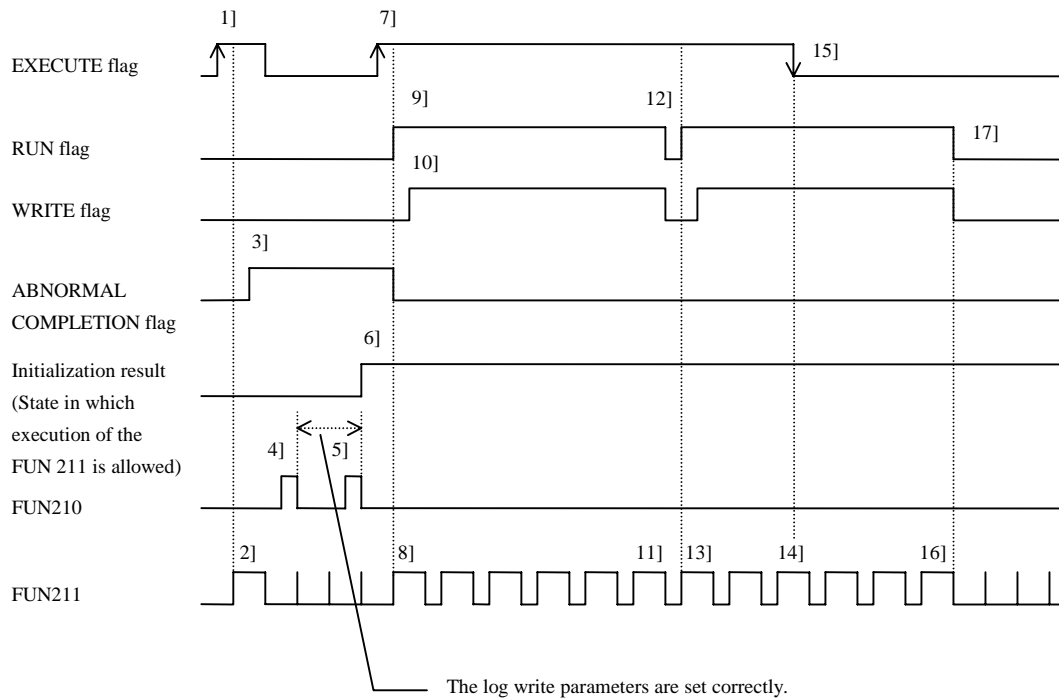 1]
7]
EXECUTE flag
15]
9]
12]
RUN flag
17]
10]
WRITE flag
3]
ABNORMAL
COMPLETION flag
6]
Initialization result
(State in which
execution of the
FUN 211 is allowed)
4]
5]
FUN210
2]
8]
11]
13]
14]
16]
FUN211
The log write parameters are set correctly.